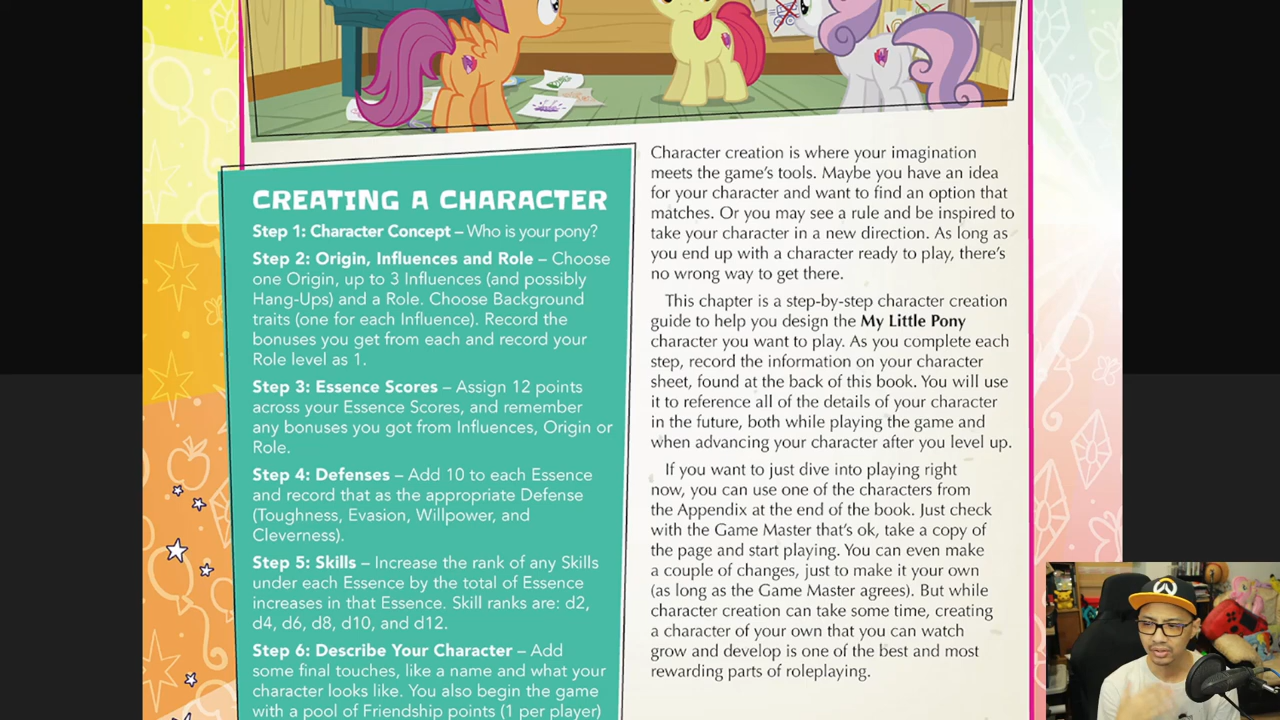 CREATING A CHARACTER
Step 1: Character Concept – Who is your pony?
Step 2: Origin, Influences and Role – Choose
one Origin, up to 3 Influences (and possibly
Hang-Ups) and a Role. Choose Background
traits (one for each Influence). Record the
bonuses you get from each and record your
Role level as 1.
Step 3: Essence Scores – Assign 12 points
across your Essence Scores, and remember
any bonuses you got from Influences, Origin or
Role.
Step 4: Defenses – Add 10 to each Essence
and record that as the appropriate Defense
(Toughness, Evasion, Willpower, and
Cleverness).
Step 5: Skills – Increase the rank of any Skills
under each Essence by the total of Essence
increases in that Essence. Skill ranks are: d2,
d4, d6, d8, d10, and d12.
Step 6: Describe Your Character – Add
some final touches, like a name and what your
character looks like. You also begin the game
with a pool of Friendship points (1 per player)
Character creation is where your imagination
meets the game's tools. Maybe you have an idea
for your character and want to find an option that
matches. Or you may see a rule and be inspired to
take your character in a new direction. As long as
you end up with a character ready to play, there's
no wrong way to get there.
This chapter is a step-by-step character creation
guide to help you design the My Little Pony
character you want to play. As you complete each
step, record the information on your character
sheet, found at the back of this book. You will use
it to reference all of the details of your character
in the future, both while playing the game and
when advancing your character after you level up.
If you want to just dive into playing right
now, you can use one of the characters from
the Appendix at the end of the book. Just check
with the Game Master that's ok, take a copy of
the page and start playing. You can even make
a couple of changes, just to make it your own
(as long as the Game Master agrees). But while
character creation can take some time, creating
a character of your own that you can watch
grow and develop is one of the best and most
rewarding parts of roleplaying.